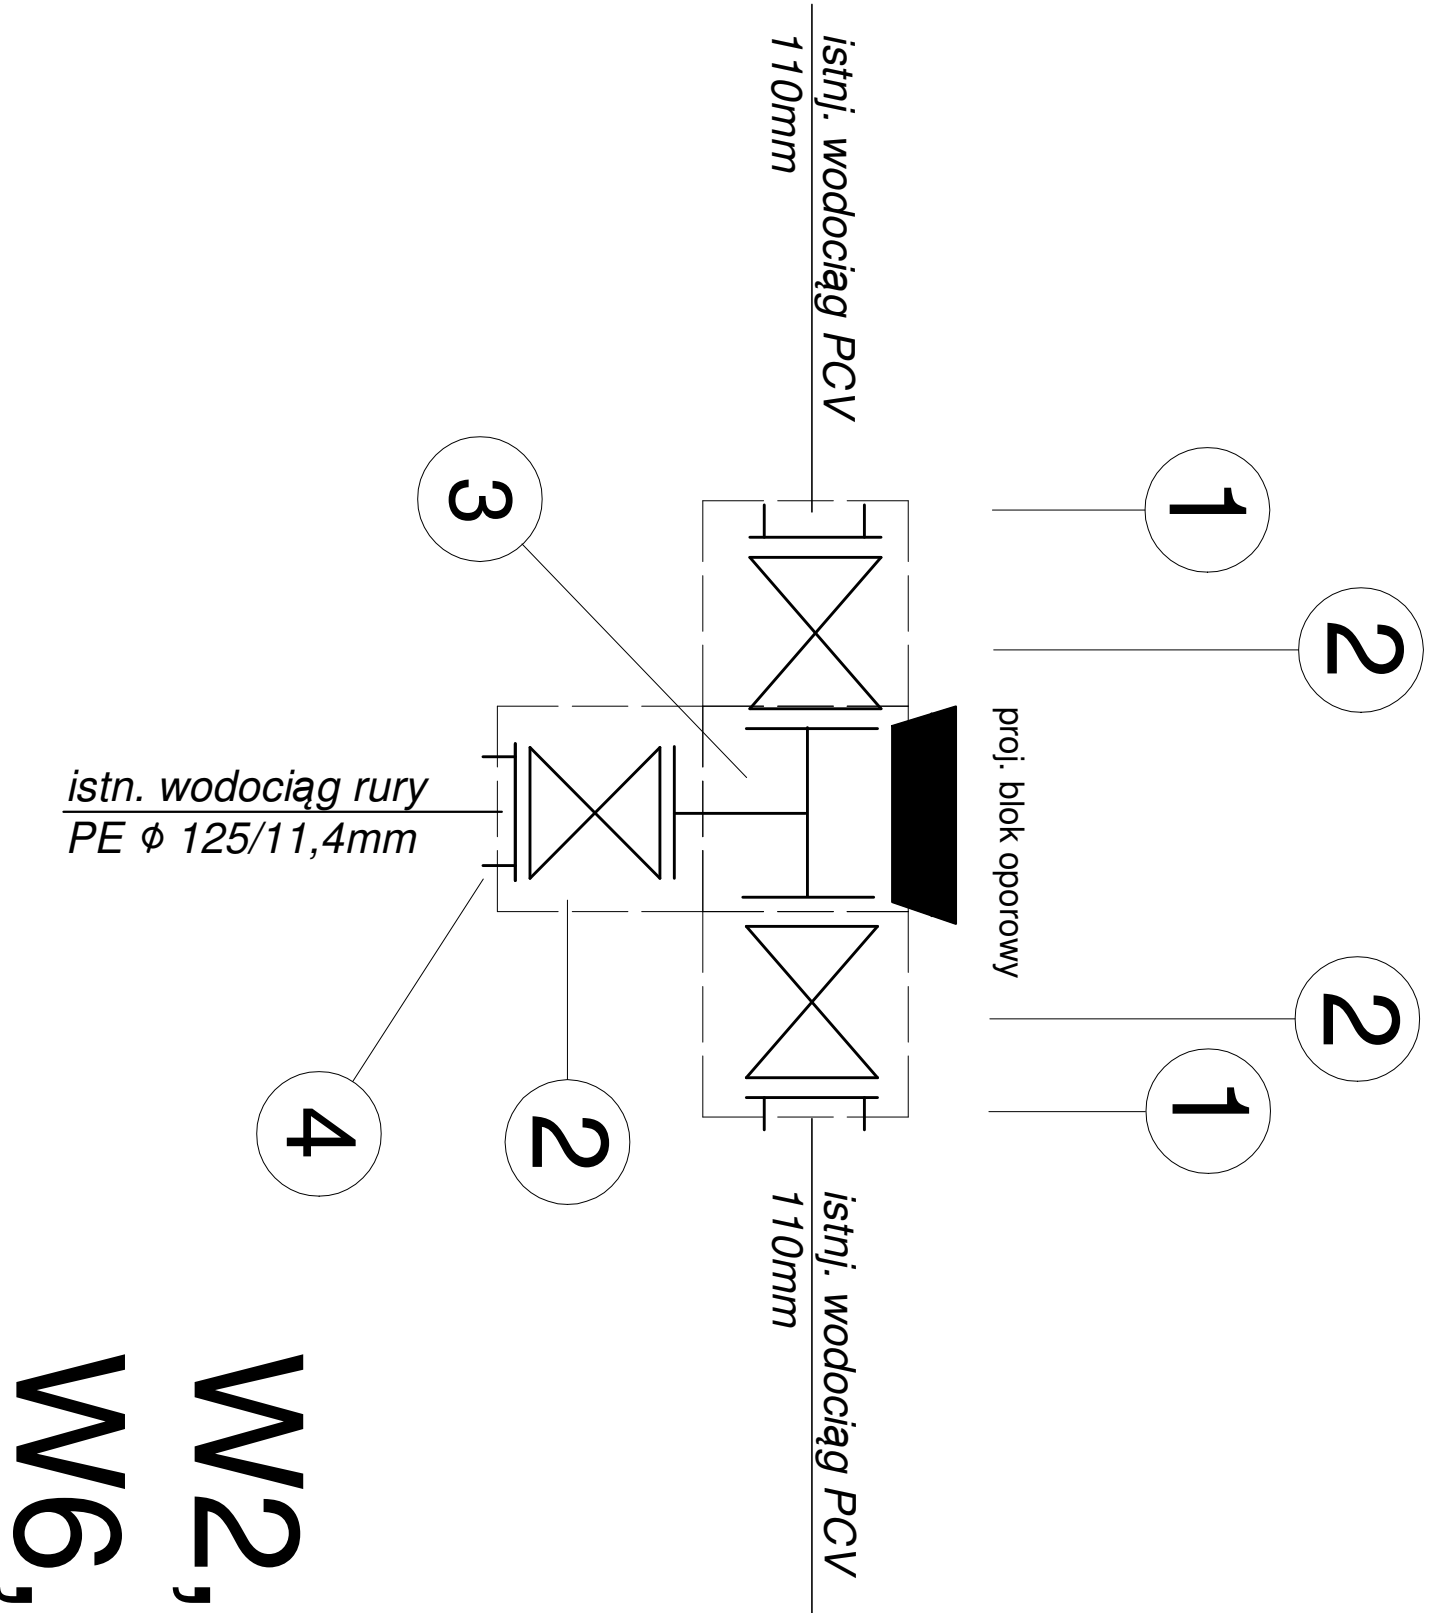 istnj. wodociąg PCV
110mm
1
2
3
proj. blok oporowy
istn. wodociąg rury
PE Φ 125/11,4mm
2
1
4
2
istnj. wodociąg PCV
110mm
W2,
W6,